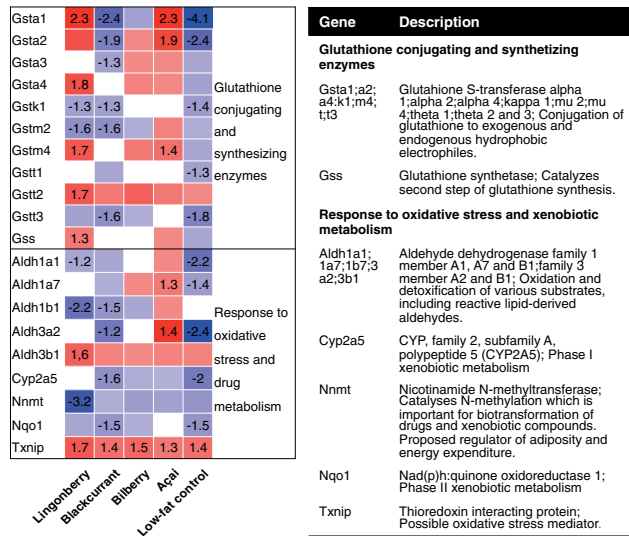 Gsta1 2.3 -2.4 2.3 -4.1
Gsta2 -1.9 1.9 -2.4
Gsta3 -1.3
Gsta4 1.8
Gstk1 -1.3 -1.3 -1.4
Gstm2 -1.6 -1.6
Gstm4 1.7 1.4
Gstt1 -1.3
Gstt2 1.7
Gstt3 -1.6 -1.8
Gss 1.3
Glutathione
conjugating
and
synthesizing
enzymes
Aldh1a1 -1.2 -2.2
Aldh1a7 1.3 -1.4
Aldh1b1 -2.2 -1.5
Aldh3a2 -1.2 1.4 -2.4
Aldh3b1 1,6
Cyp2a5 -1.6 -2
Nnmt -3.2
Nqo1 -1.5 -1.5
Txnip 1.7 1.4 1.5 1.3 1.4
Response to
oxidative
stress and
drug
metabolism
Lingonberry
Blackcurrant
Bilberry
Açai
Low-fat control
Gene Description
Glutathione conjugating and synthetizing
enzymes
Gsta1;a2; Glutathione S-transferase alpha
a4:k1;m4; 1;alpha 2;alpha 4;kappa 1;mu 2;mu
t;t3 4;theta 1;theta 2 and 3; Conjugation of
glutathione to exogenous and
endogenous hydrophobic
electrophiles.
Gss Glutathione synthetase; Catalyzes
second step of glutathione synthesis.
Response to oxidative stress and xenobiotic
metabolism
Aldh1a1; Aldehyde dehydrogenase family 1
1a7;1b7;3 member A1, A7 and B1;family 3
a2;3b1 member A2 and B1; Oxidation and
detoxification of various substrates,
including reactive lipid-derived
aldehydes.
Cyp2a5 CYP, family 2, subfamily A,
polypeptide 5 (CYP2A5); Phase I
xenobiotic metabolism
Nnmt Nicotinamide N-methyltransferase;
Catalyses N-methylation which is
important for biotransformation of
drugs and xenobiotic compounds.
Proposed regulator of adiposity and
energy expenditure.
Nqo1 Nad(p)h:quinone oxidoreductase 1;
Phase II xenobiotic metabolism
Txnip Thioredoxin interacting protein;
Possible oxidative stress mediator.